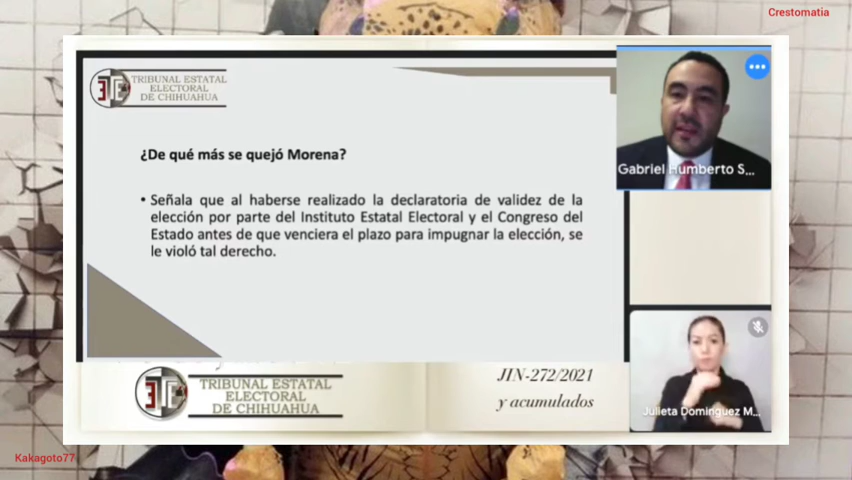 Crestomatia
TRIBUNAL ESTATAL
ELECTORAL
DE CHIHUAHUA
¿De qué más se quejó Morena?
• Señala que al haberse realizado la declaratoria de validez de la
elección por parte del Instituto Estatal Electoral y el Congreso del
Estado antes de que venciera el plazo para impugnar la elección, se
le violó tal derecho.
Gabriel Humberto S...
TRIBUNAL ESTATAL
ELECTORAL
DE CHIHUAHUA
JIN-272/2021
y acumulados
Julieta Dominguez M...
Kakagoto77